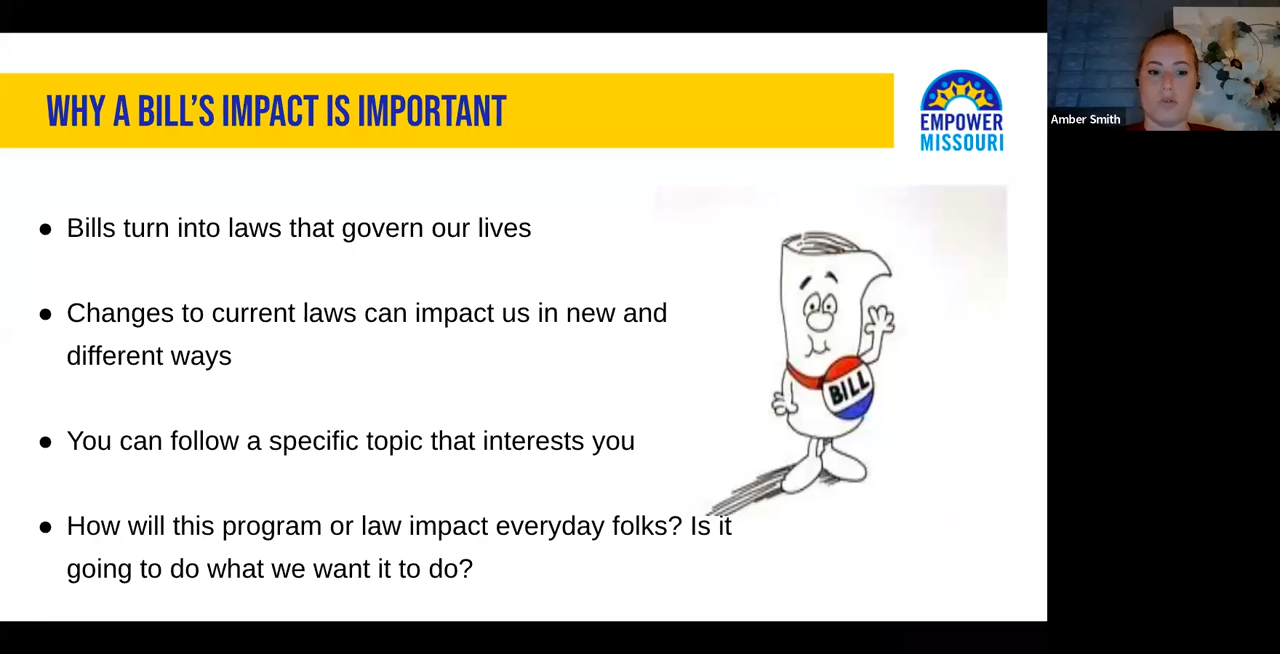 WHY A BILL'S IMPACT IS IMPORTANT
EMPOWER
MISSOURI
Amber Smith
● Bills turn into laws that govern our lives
● Changes to current laws can impact us in new and
different ways
BILL
● You can follow a specific topic that interests you
● How will this program or law impact everyday folks? Is it
going to do what we want it to do?